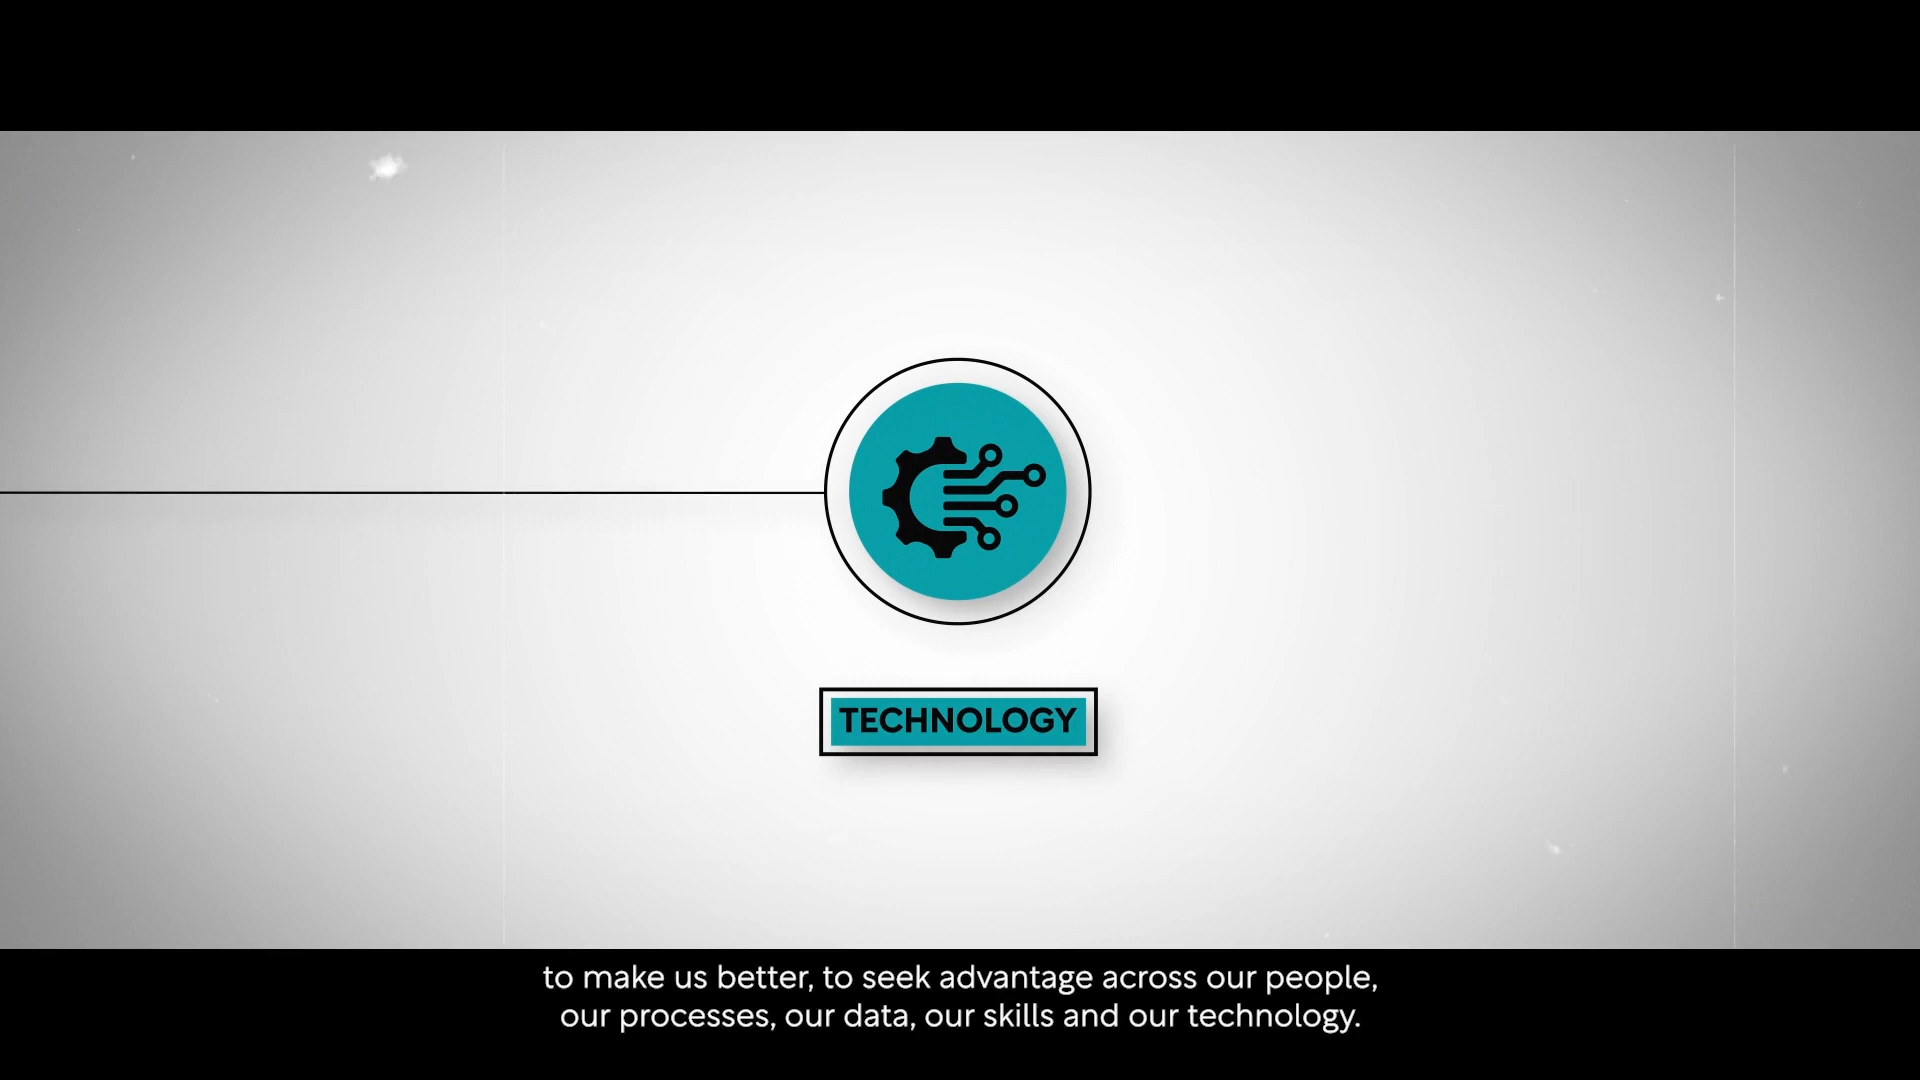 TECHNOLOGY
to make us better, to seek advantage across our people,
our processes, our data, our skills and our technology.